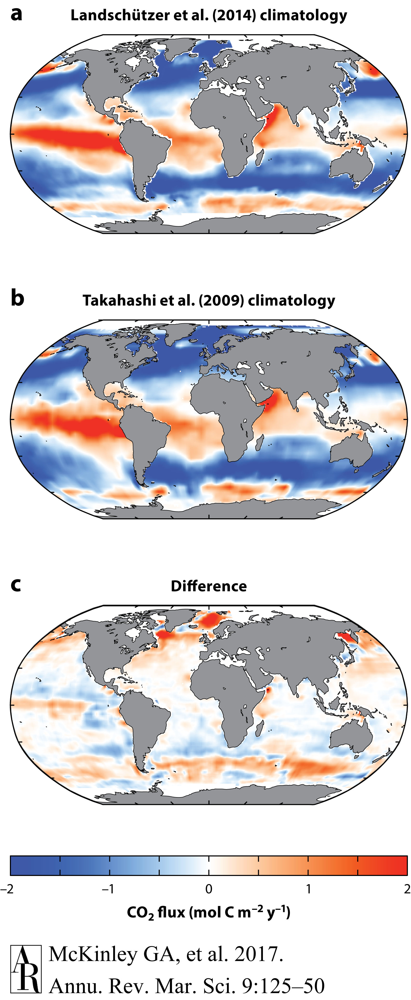 a
Landschützer et al. (2014) climatology
b
Takahashi et al. (2009) climatology
c
Difference
–2 –1 0 1 2
CO₂ flux (mol C m⁻² y⁻¹)
AR
McKinley GA, et al. 2017.
Annu. Rev. Mar. Sci. 9:125–50